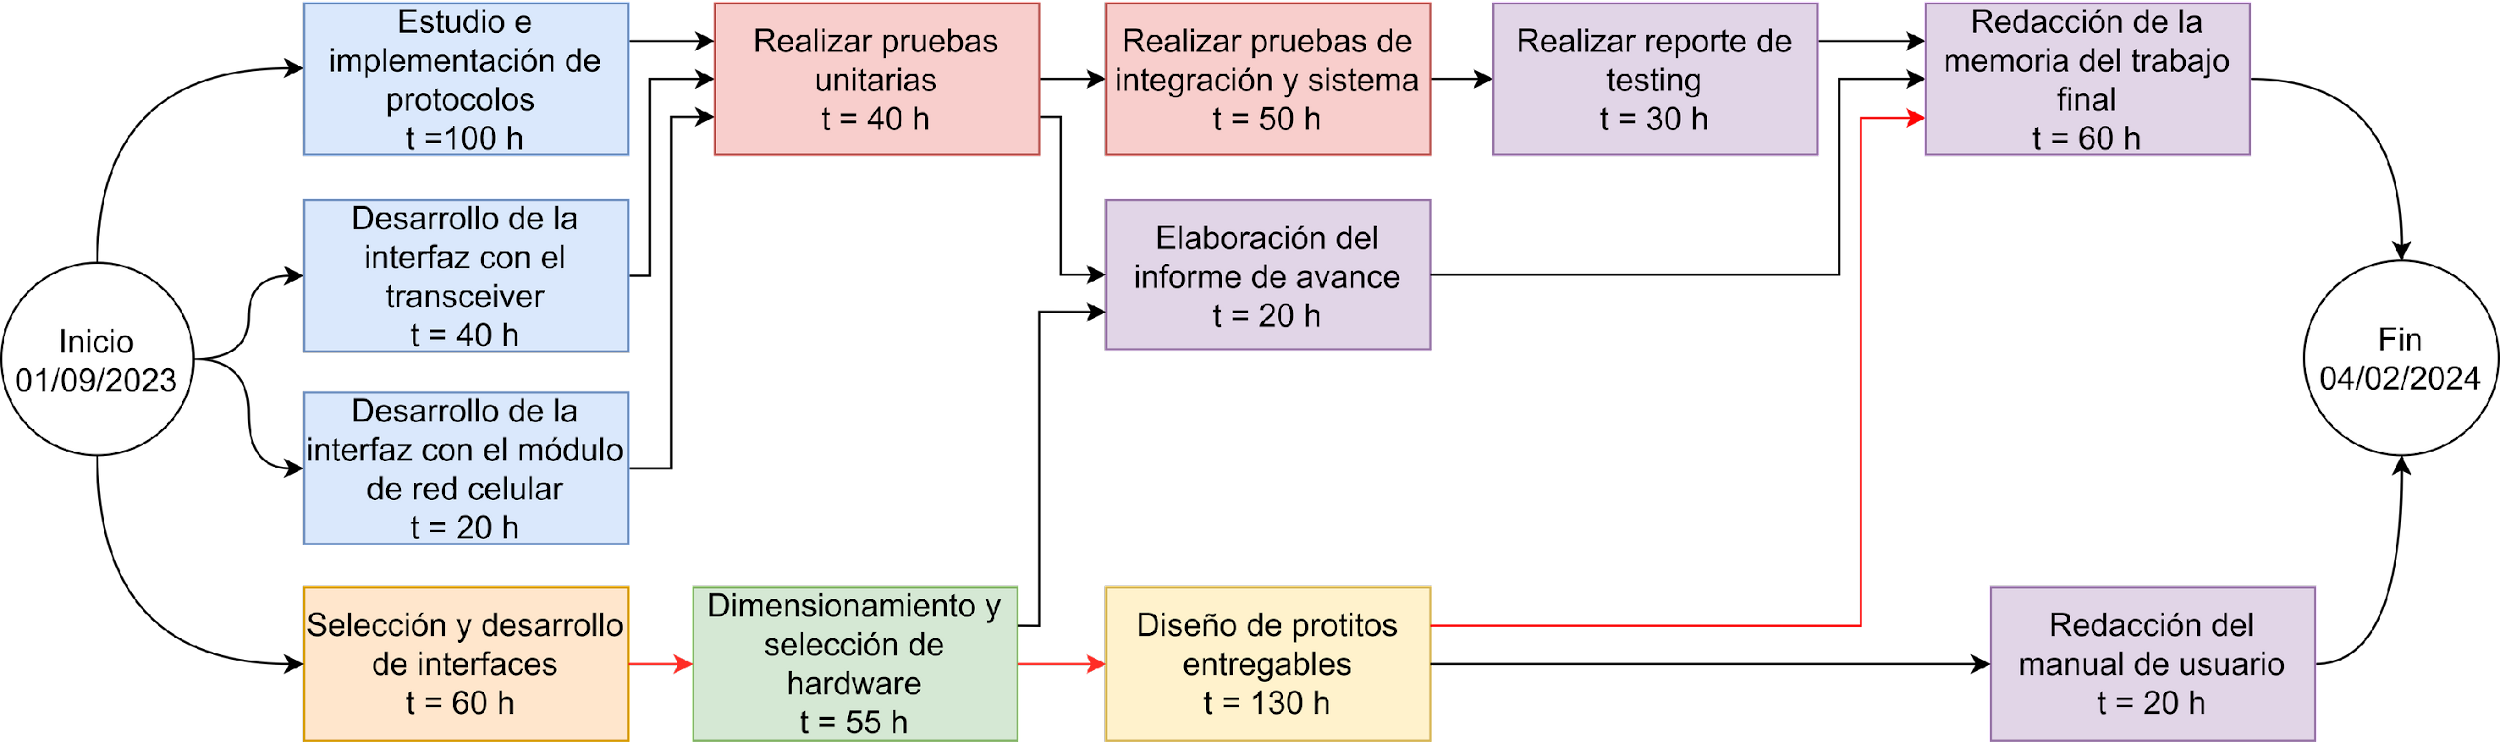 Estudio e
implementación de
protocolos
t =100 h
Realizar pruebas
unitarias
t = 40 h
Realizar pruebas de
integración y sistema
t = 50 h
Realizar reporte de
testing
t = 30 h
Redacción de la
memoria del trabajo
final
t = 60 h
Desarrollo de la
interfaz con el
transceiver
t = 40 h
Elaboración del
informe de avance
t = 20 h
Inicio
01/09/2023
Fin
04/02/2024
Desarrollo de la
interfaz con el módulo
de red celular
t = 20 h
Selección y desarrollo
de interfaces
t = 60 h
Dimensionamiento y
selección de
hardware
t = 55 h
Diseño de protitos
entregables
t = 130 h
Redacción del
manual de usuario
t = 20 h